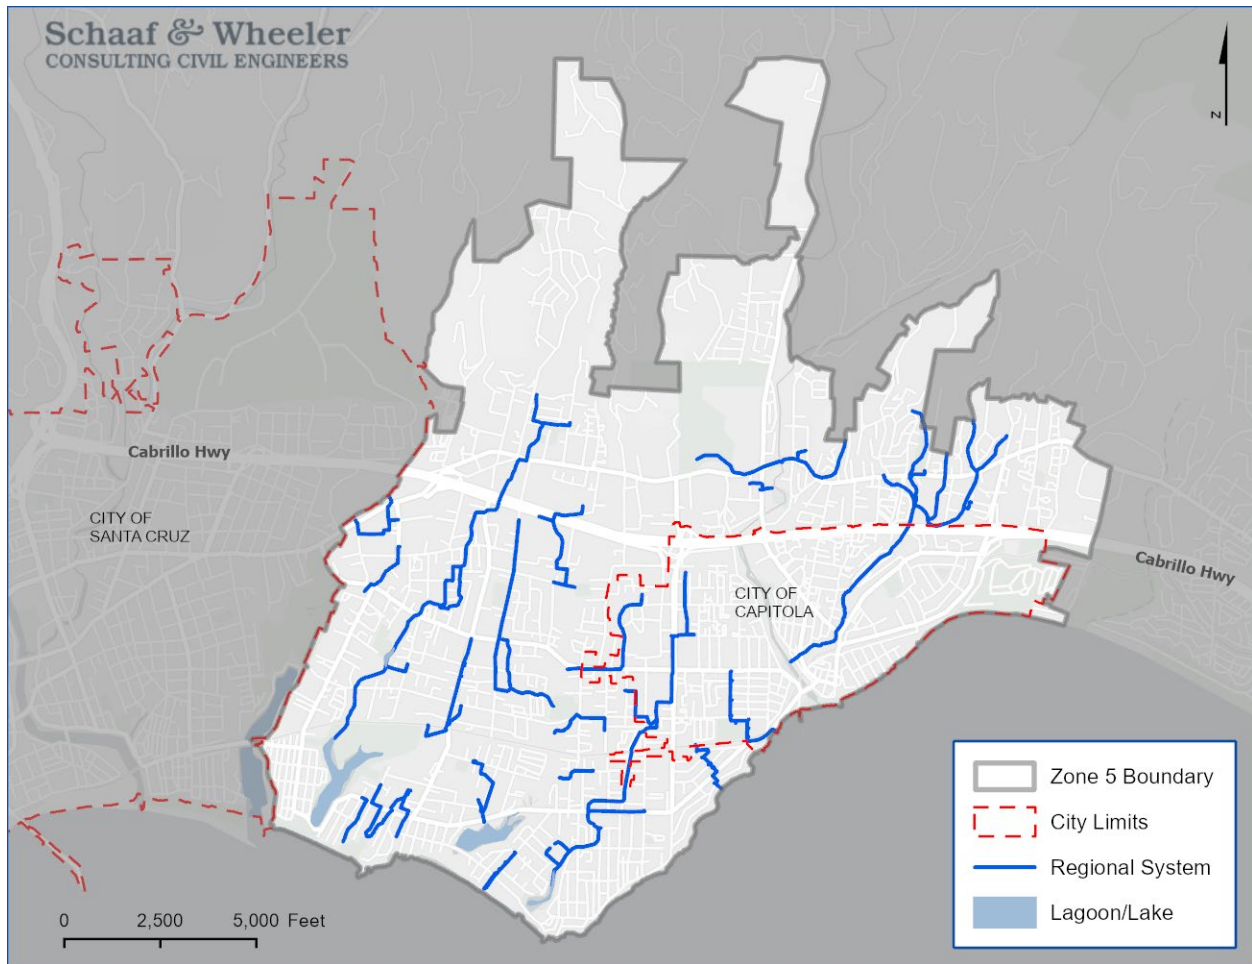 Schaaf & Wheeler
CONSULTING CIVIL ENGINEERS
N
Cabrillo Hwy
CITY OF
SANTA CRUZ
Cabrillo Hwy
CITY OF
CAPITOLA
Zone 5 Boundary
City Limits
Regional System
Lagoon/Lake
0 2,500 5,000 Feet